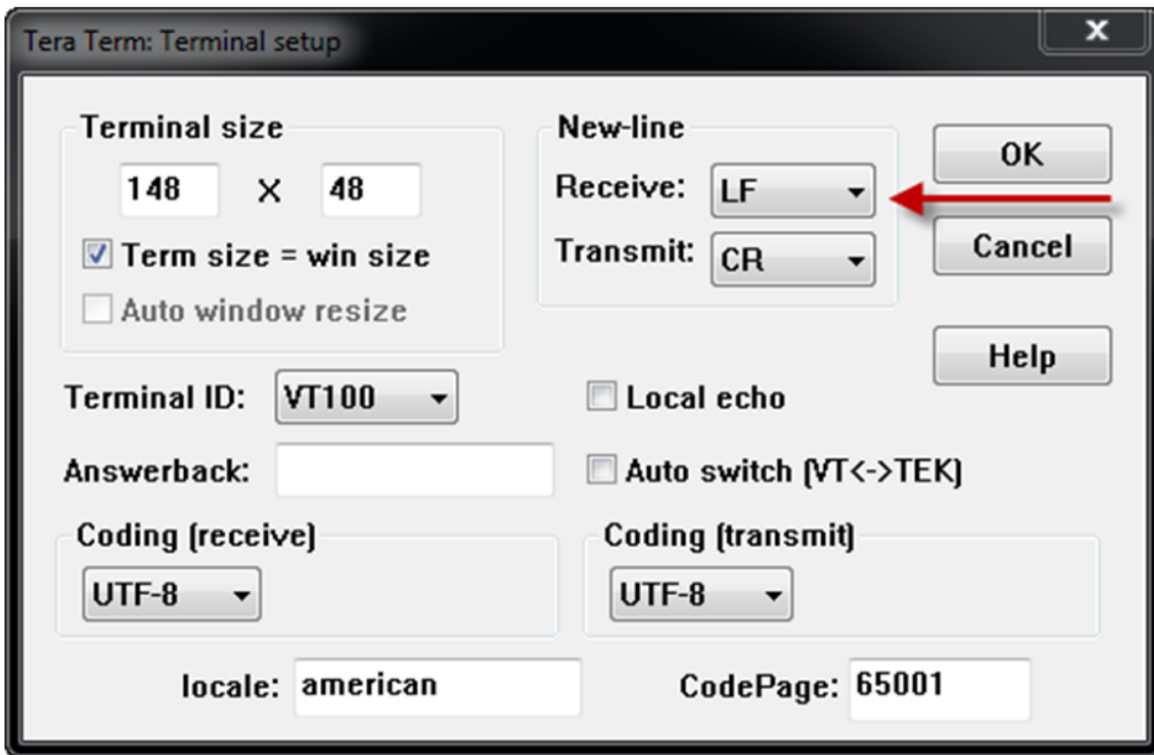 Tera Term: Terminal setup
X
Terminal size
148 X 48
Term size = win size
Auto window resize
New-line
Receive: LF
Transmit: CR
OK
Cancel
Help
Terminal ID: VT100
Local echo
Answerback:
Auto switch (VT<->TEK)
Coding (receive)
UTF-8
Coding (transmit)
UTF-8
locale: american
CodePage: 65001